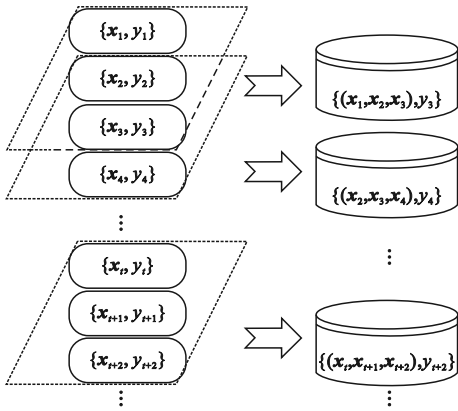 {x₁, y₁}
{x₂, y₂}
{x₃, y₃}
{x₄, y₄}
⋮
{xₜ, yₜ}
{xₜ₊₁, yₜ₊₁}
{xₜ₊₂, yₜ₊₂}
⋮
{(x₁,x₂,x₃),y₃}
{(x₂,x₃,x₄),y₄}
⋮
{(xₜ,xₜ₊₁,xₜ₊₂),yₜ₊₂}
⋮